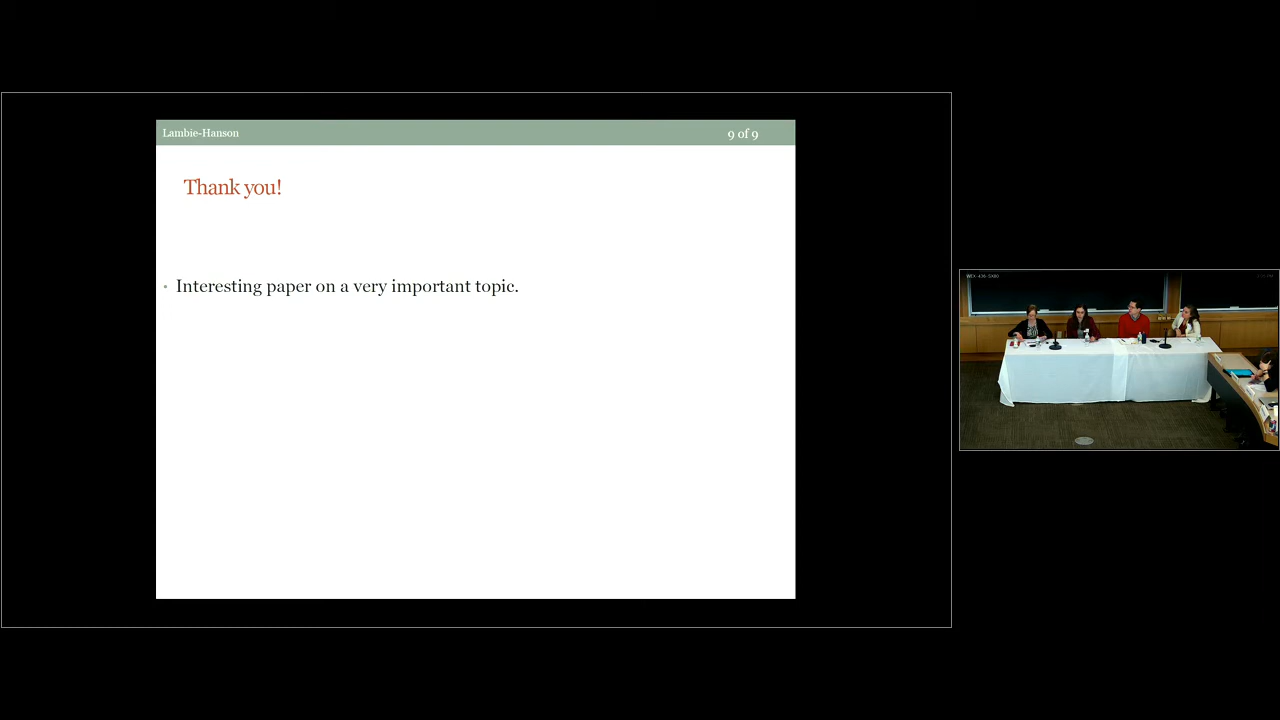 Lambie-Hanson
9 of 9
Thank you!
Interesting paper on a very important topic.